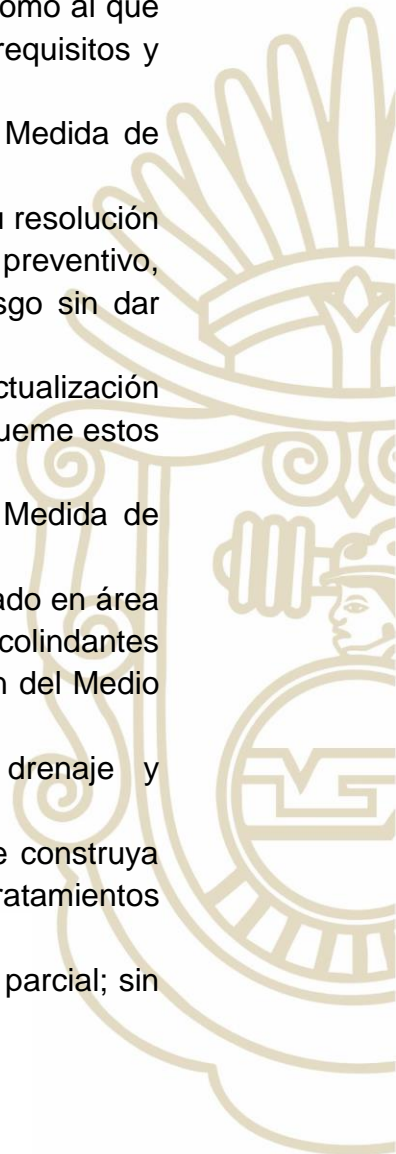 omo al que
requisitos y
Medida de
resolución
preventivo,
sgo sin dar
ctualización
ueme estos
Medida de
ado en área
colindantes
n del Medio
drenaje y
e construya
ratamientos
parcial; sin